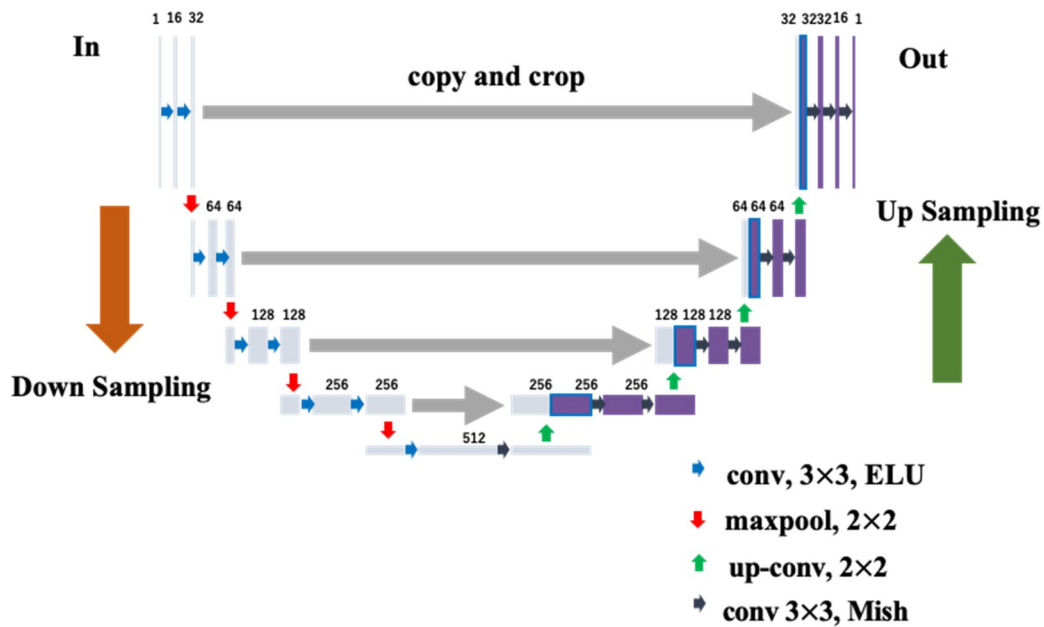 1 16 32
32 32 32 16 1
In
copy and crop
Out
64 64
64 64 64
Up Sampling
128 128
128 128 128
Down Sampling
256 256
256 256 256
512
conv, 3×3, ELU
maxpool, 2×2
up-conv, 2×2
conv 3×3, Mish